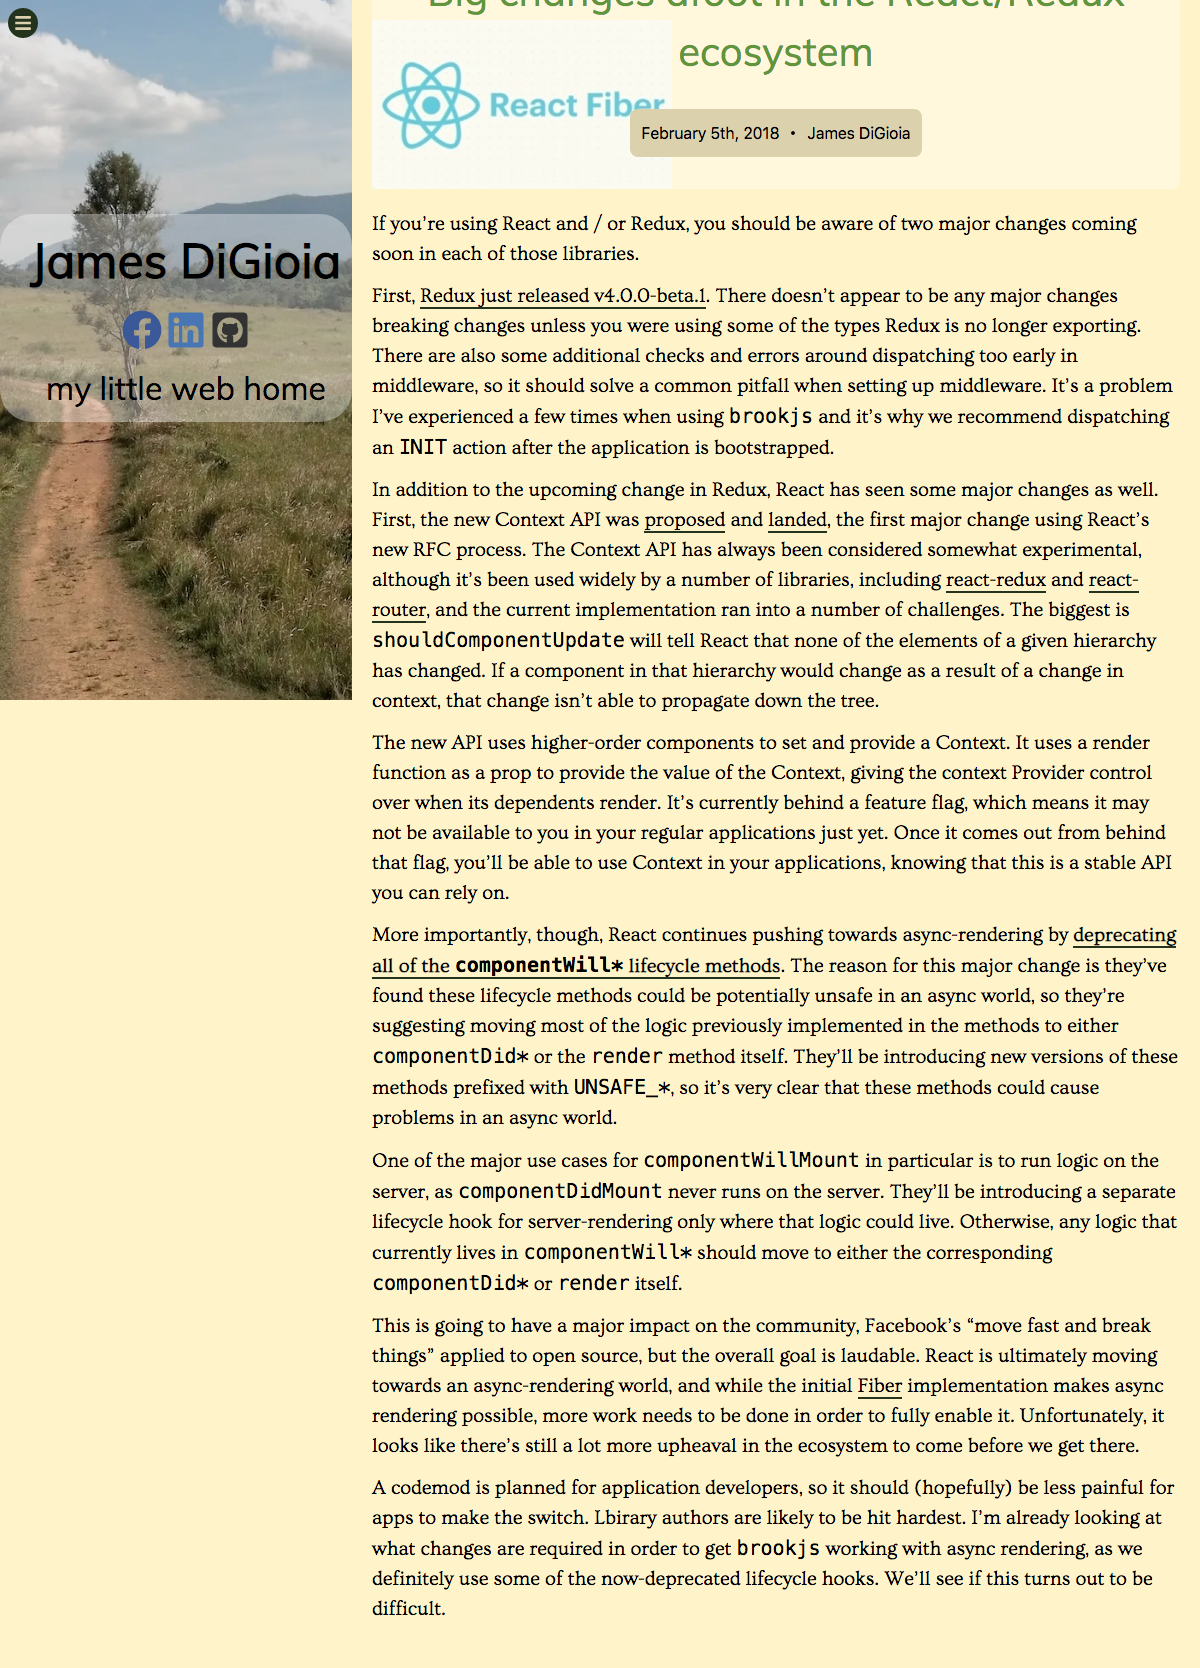 Big changes afoot in the React/Redux
ecosystem
React Fiber
February 5th, 2018 • James DiGioia
James DiGioia
my little web home
If you’re using React and / or Redux, you should be aware of two major changes coming
soon in each of those libraries.
First, Redux just released v4.0.0-beta.1. There doesn’t appear to be any major changes
breaking changes unless you were using some of the types Redux is no longer exporting.
There are also some additional checks and errors around dispatching too early in
middleware, so it should solve a common pitfall when setting up middleware. It’s a problem
I’ve experienced a few times when using brookjs and it’s why we recommend dispatching
an INIT action after the application is bootstrapped.
In addition to the upcoming change in Redux, React has seen some major changes as well.
First, the new Context API was proposed and landed, the first major change using React’s
new RFC process. The Context API has always been considered somewhat experimental,
although it’s been used widely by a number of libraries, including react-redux and react-
router, and the current implementation ran into a number of challenges. The biggest is
shouldComponentUpdate will tell React that none of the elements of a given hierarchy
has changed. If a component in that hierarchy would change as a result of a change in
context, that change isn’t able to propagate down the tree.
The new API uses higher-order components to set and provide a Context. It uses a render
function as a prop to provide the value of the Context, giving the context Provider control
over when its dependents render. It’s currently behind a feature flag, which means it may
not be available to you in your regular applications just yet. Once it comes out from behind
that flag, you’ll be able to use Context in your applications, knowing that this is a stable API
you can rely on.
More importantly, though, React continues pushing towards async-rendering by deprecating
all of the componentWill* lifecycle methods. The reason for this major change is they’ve
found these lifecycle methods could be potentially unsafe in an async world, so they’re
suggesting moving most of the logic previously implemented in the methods to either
componentDid* or the render method itself. They’ll be introducing new versions of these
methods prefixed with UNSAFE_*, so it’s very clear that these methods could cause
problems in an async world.
One of the major use cases for componentWillMount in particular is to run logic on the
server, as componentDidMount never runs on the server. They’ll be introducing a separate
lifecycle hook for server-rendering only where that logic could live. Otherwise, any logic that
currently lives in componentWill* should move to either the corresponding
componentDid* or render itself.
This is going to have a major impact on the community, Facebook’s “move fast and break
things” applied to open source, but the overall goal is laudable. React is ultimately moving
towards an async-rendering world, and while the initial Fiber implementation makes async
rendering possible, more work needs to be done in order to fully enable it. Unfortunately, it
looks like there’s still a lot more upheaval in the ecosystem to come before we get there.
A codemod is planned for application developers, so it should (hopefully) be less painful for
apps to make the switch. Lbirary authors are likely to be hit hardest. I’m already looking at
what changes are required in order to get brookjs working with async rendering, as we
definitely use some of the now-deprecated lifecycle hooks. We’ll see if this turns out to be
difficult.